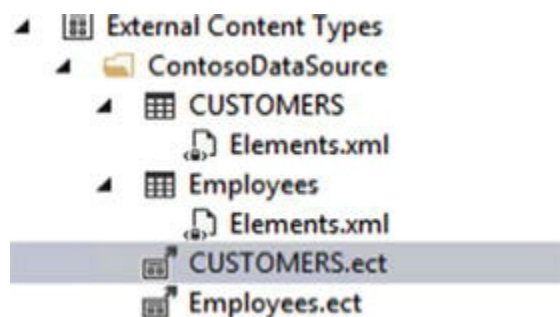 External Content Types
ContosoDataSource
CUSTOMERS
Elements.xml
Employees
Elements.xml
CUSTOMERS.ect
Employees.ect